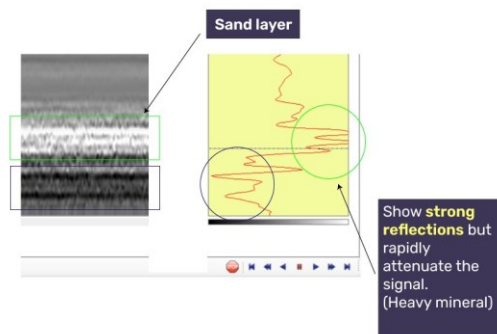 Sand layer
Show strong
reflections but
rapidly
attenuate the
signal.
(Heavy mineral)